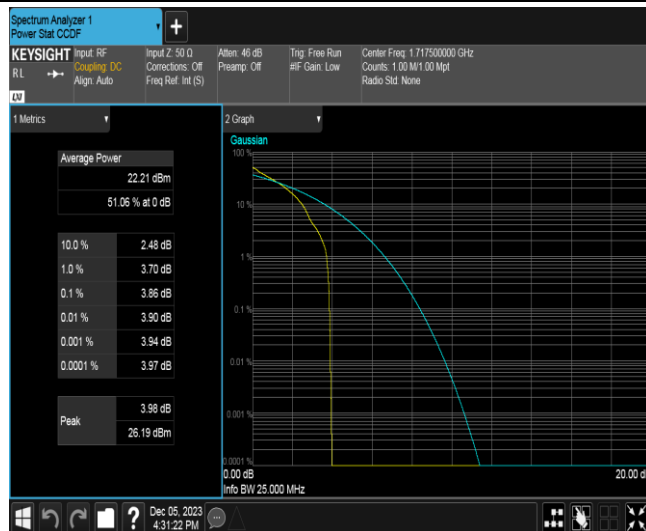 Spectrum Analyzer 1
Power Stat CCDF
KEYSIGHT
RL
Input: RF
Coupling: DC
Align: Auto
Input Z: 50 Ω
Corrections: Off
Freq Ref: Int (S)
Atten: 46 dB
Preamp: Off
Trig: Free Run
#IF Gain: Low
Center Freq: 1.717500000 GHz
Counts: 1.00 M/1.00 Mpt
Radio Std: None
1 Metrics
Average Power
22.21 dBm
51.06 % at 0 dB
10.0 % 2.48 dB
1.0 % 3.70 dB
0.1 % 3.86 dB
0.01 % 3.90 dB
0.001 % 3.94 dB
0.0001 % 3.97 dB
Peak
3.98 dB
26.19 dBm
2 Graph
Gaussian
100 %
10 %
1 %
0.1 %
0.01 %
0.001 %
0.0001 %
0.00 dB
20.00 d
Info BW 25.000 MHz
?
Dec 05, 2023
4:31:22 PM